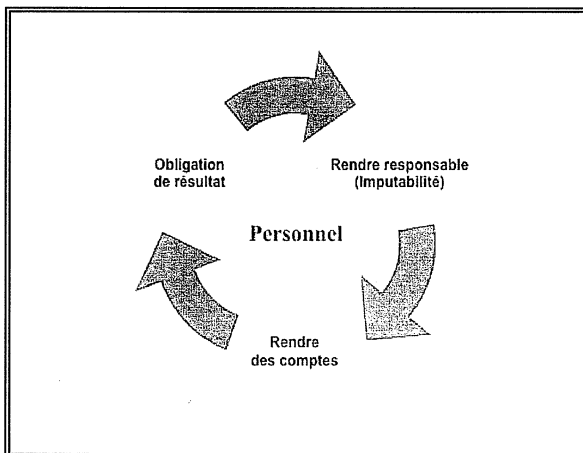 Obligation
de résultat
Rendre responsable
(Imputabilité)
Personnel
Rendre
des comptes